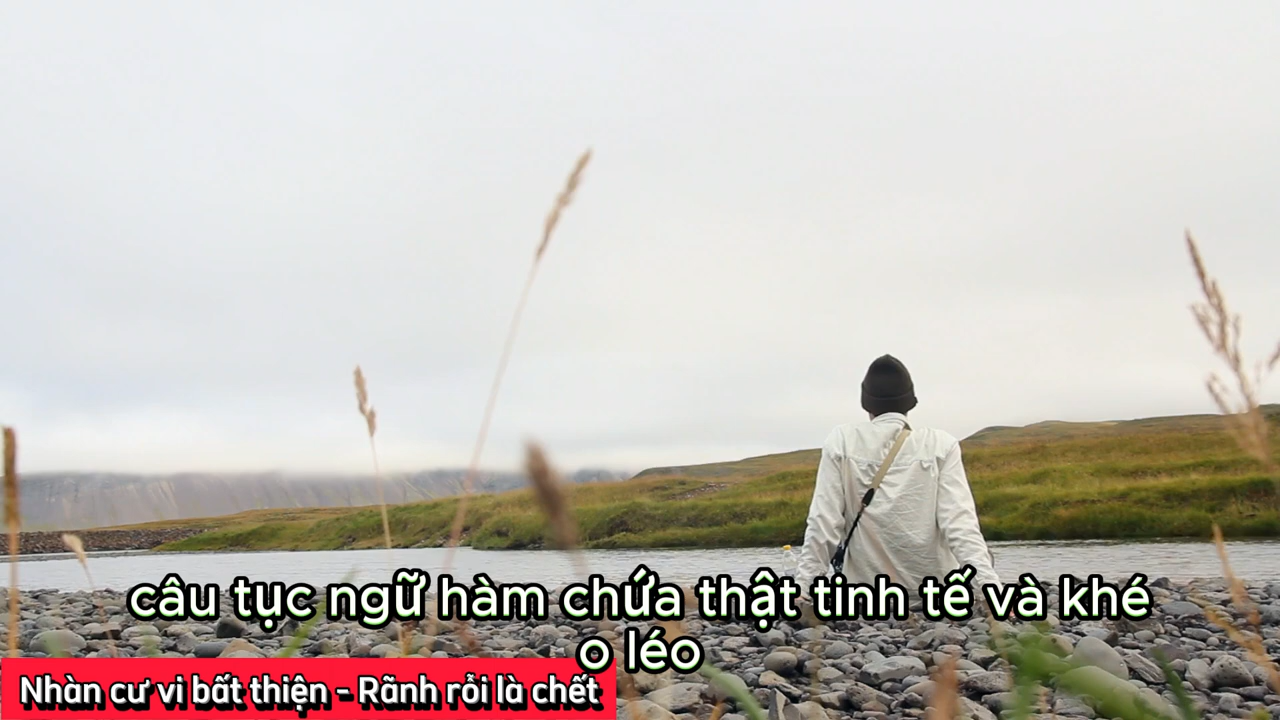 câu tục ngữ hàm chứa thật tinh tế và khé
o léo
Nhàn cư vi bất thiện - Rãnh rỗi là chết